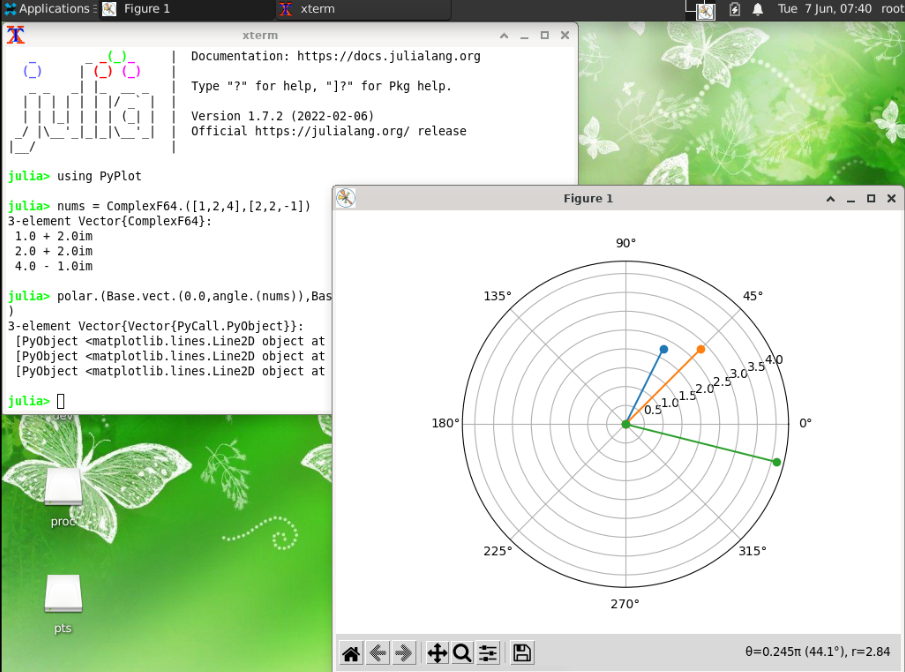 Applications
Figure 1
xterm
Tue 7 Jun, 07:40
root
xterm
| Documentation: https://docs.julialang.org
| Type "?" for help, "]?" for Pkg help.
| Version 1.7.2 (2022-02-06)
| Official https://julialang.org/ release
julia> using PyPlot
julia> nums = ComplexF64.([1,2,4],[2,2,-1])
3-element Vector{ComplexF64}:
1.0 + 2.0im
2.0 + 2.0im
4.0 - 1.0im
julia> polar.(Base.vect.(0.0,angle.(nums)),Bas
)
3-element Vector{Vector{PyCall.PyObject}}:
[PyObject <matplotlib.lines.Line2D object at
[PyObject <matplotlib.lines.Line2D object at
[PyObject <matplotlib.lines.Line2D object at
julia>
proc
pts
Figure 1
90°
135°
45°
4.0
3.5
3.0
2.5
2.0
1.5
1.0
0.5
180°
0°
225°
315°
270°
θ=0.245π (44.1°), r=2.84